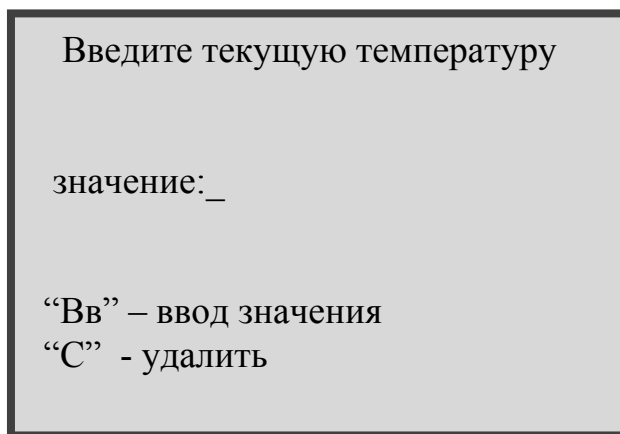 Введите текущую температуру
значение:_
“Вв” – ввод значения
“С” - удалить